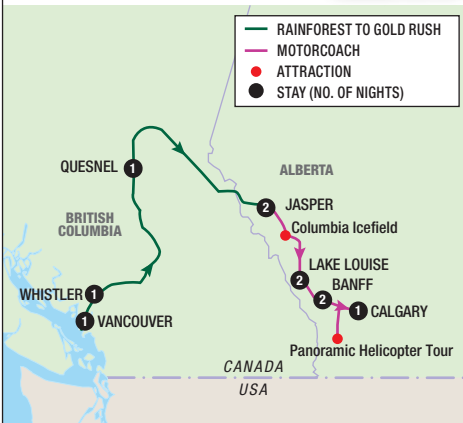 RAINFOREST TO GOLD RUSH
MOTORCOACH
ATTRACTION
STAY (NO. OF NIGHTS)
QUESNEL 1
ALBERTA
2 JASPER
BRITISH
COLUMBIA
Columbia Icefield
LAKE LOUISE
2
BANFF
2
WHISTLER 1
1 CALGARY
1 VANCOUVER
Panoramic Helicopter Tour
CANADA
USA